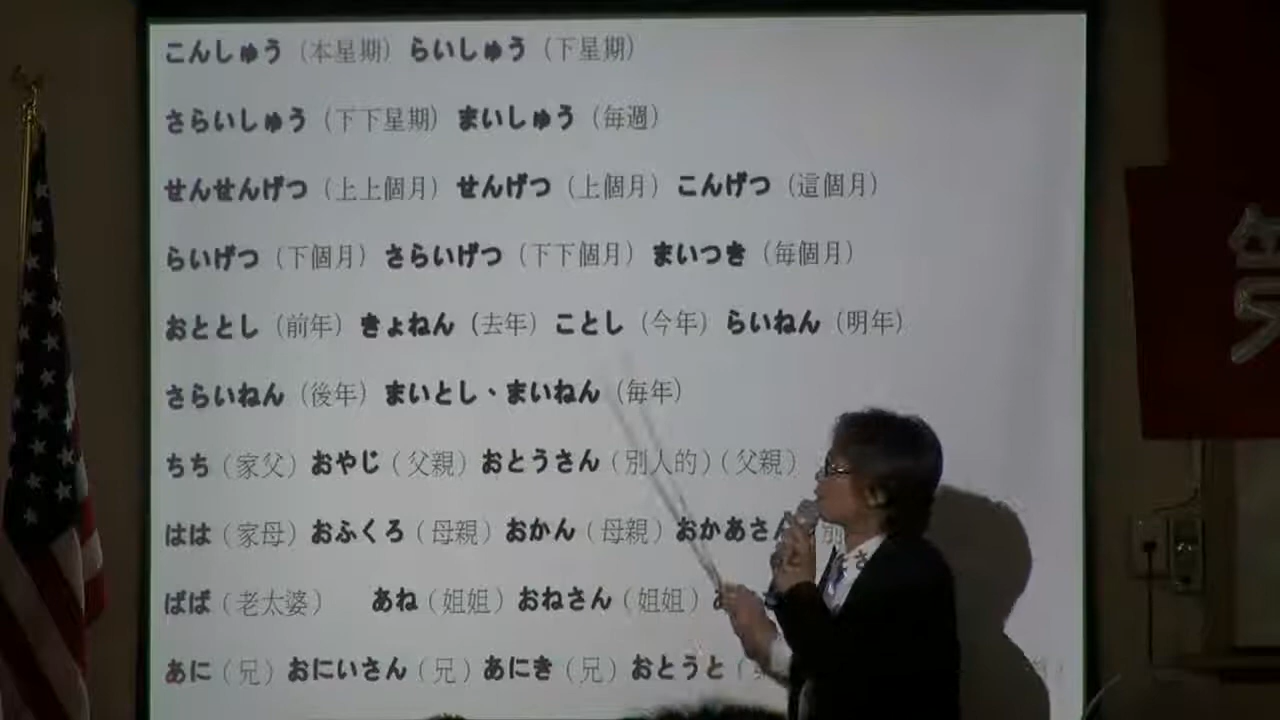 こんしゅう（本星期）らいしゅう（下星期）
さらいしゅう（下下星期）まいしゅう（毎週）
せんせんげつ（上上個月）せんげつ（上個月）こんげつ（這個月）
らいげつ（下個月）さらいげつ（下下個月）まいつき（毎個月）
おととし（前年）きょねん（去年）ことし（今年）らいねん（明年）
さらいねん（後年）まいとし、まいねん（毎年）
ちち（家父）おやじ（父親）おとうさん（別人的）（父親）
はは（家母）おふくろ（母親）おかん（母親）おかあさん
ばば（老太婆） あね（姐姐）おねさん（姐姐）
あに（兄）おにいさん（兄）あにき（兄）おとうと